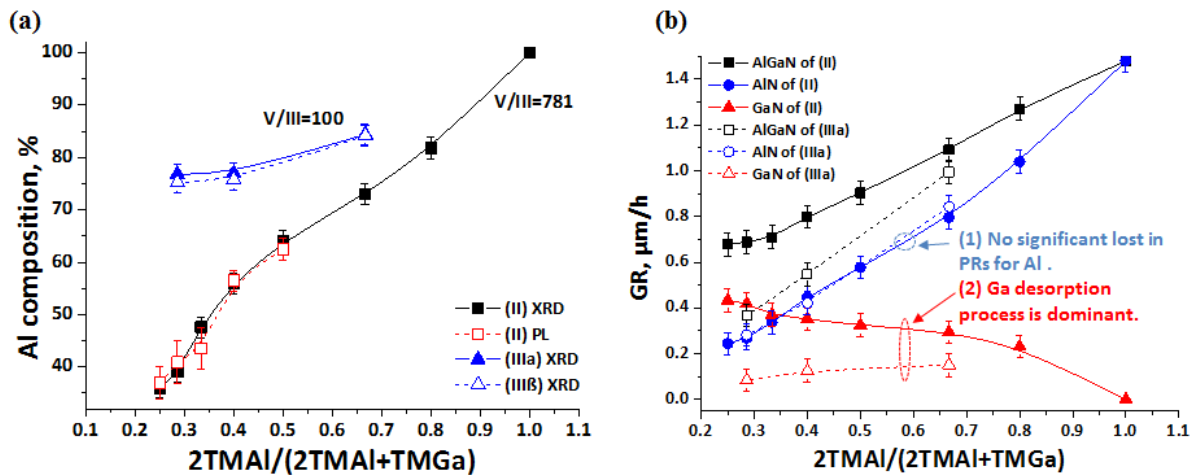 (a)
100
90
80
70
60
50
40
Al composition, %
V/III=100
V/III=781
(II) XRD
(II) PL
(IIIa) XRD
(IIIß) XRD
0.1 0.2 0.3 0.4 0.5 0.6 0.7 0.8 0.9 1.0 1.1
2TMAl/(2TMAl+TMGa)
(b)
1.4
1.2
1.0
0.8
0.6
0.4
0.2
0.0
GR, µm/h
AlGaN of (II)
AlN of (II)
GaN of (II)
AlGaN of (IIIa)
AlN of (IIIa)
GaN of (IIIa)
(1) No significant lost in
PRs for Al .
(2) Ga desorption
process is dominant.
0.2 0.3 0.4 0.5 0.6 0.7 0.8 0.9 1.0 1.1
2TMAl/(2TMAl+TMGa)